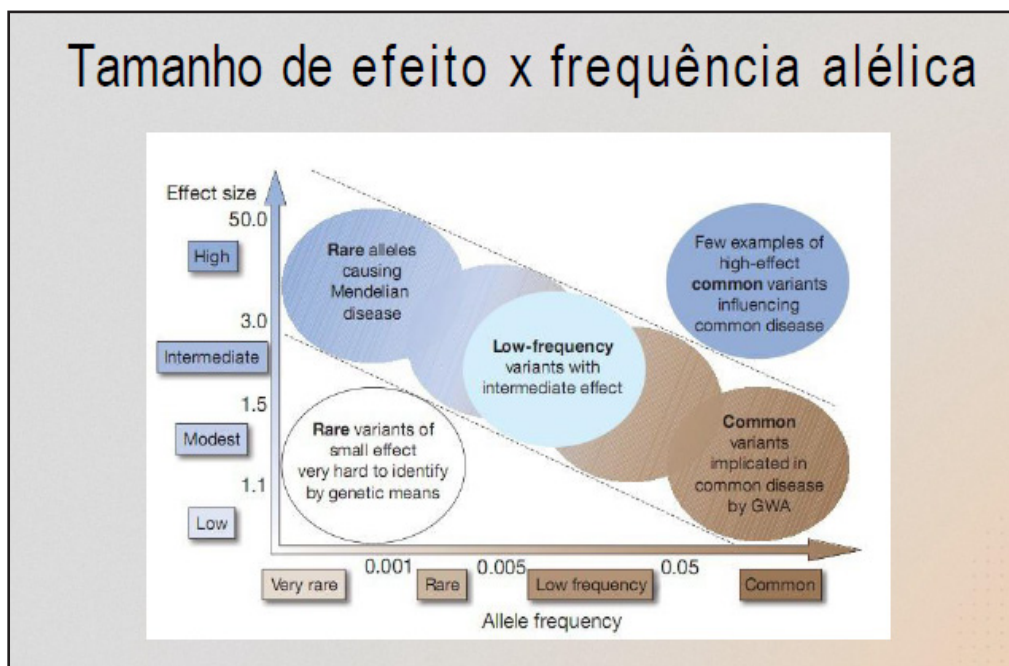 Tamanho de efeito x frequência alélica
Effect size
50.0
High
3.0
Intermediate
1.5
Modest
1.1
Low
Rare alleles
causing
Mendelian
disease
Few examples of
high-effect
common variants
influencing
common disease
Low-frequency
variants with
intermediate effect
Rare variants of
small effect
very hard to identify
by genetic means
Common
variants
implicated in
common disease
by GWA
0.001
0.005
0.05
Very rare
Rare
Low frequency
Common
Allele frequency